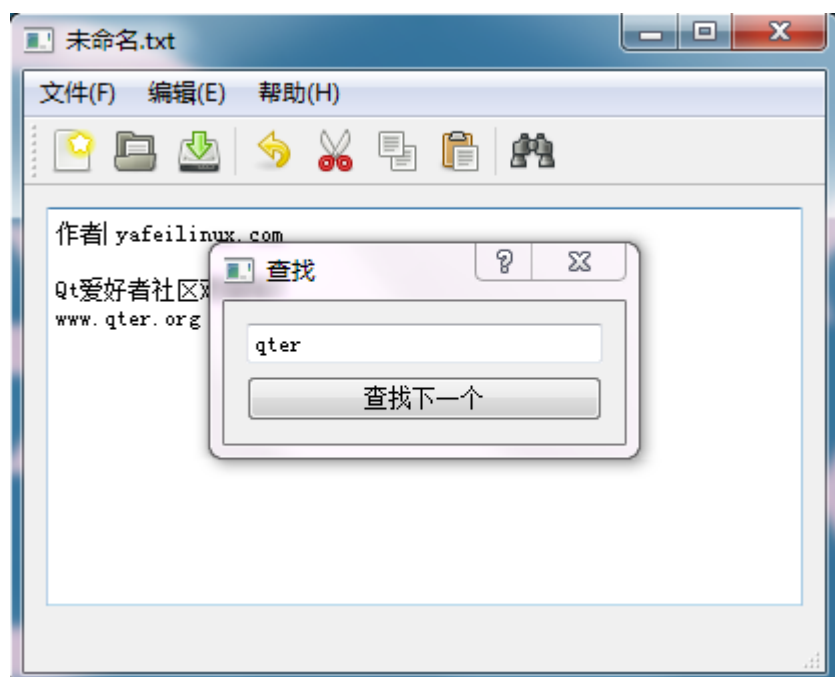 未命名.txt
文件(F) 编辑(E) 帮助(H)
作者 yafeilinux.com
Qt爱好者社区
www.qter.org
查找
qter
查找下一个